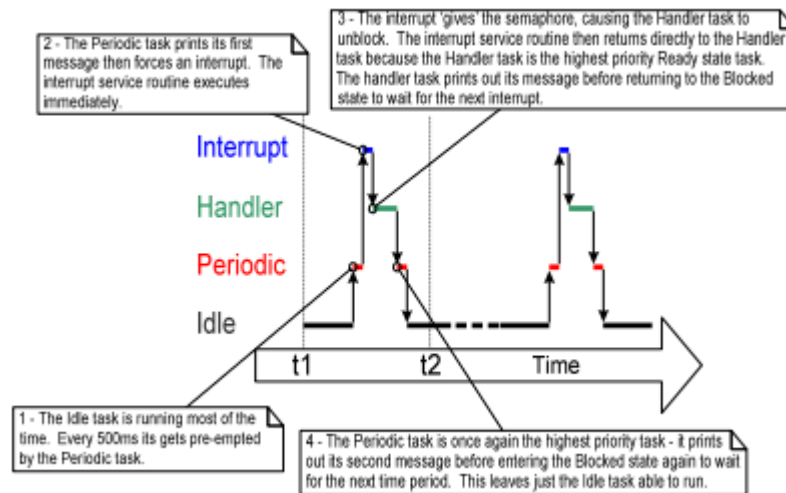 2 - The Periodic task prints its first
message then forces an interrupt. The
interrupt service routine executes
immediately.
3 - The interrupt 'gives' the semaphore, causing the Handler task to
unblock. The interrupt service routine then returns directly to the Handler
task because the Handler task is the highest priority Ready state task.
The handler task prints out its message before returning to the Blocked
state to wait for the next interrupt.
Interrupt
Handler
Periodic
Idle
t1
t2
Time
1 - The Idle task is running most of the
time. Every 500ms its gets pre-empted
by the Periodic task.
4 - The Periodic task is once again the highest priority task - it prints
out its second message before entering the Blocked state again to wait
for the next time period. This leaves just the Idle task able to run.